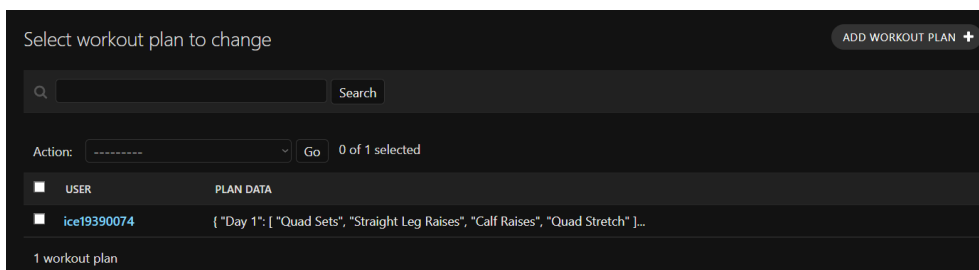 Select workout plan to change
ADD WORKOUT PLAN +
Search
Action: --------- Go 0 of 1 selected
USER PLAN DATA
ice19390074 { "Day 1": [ "Quad Sets", "Straight Leg Raises", "Calf Raises", "Quad Stretch" ]...
1 workout plan